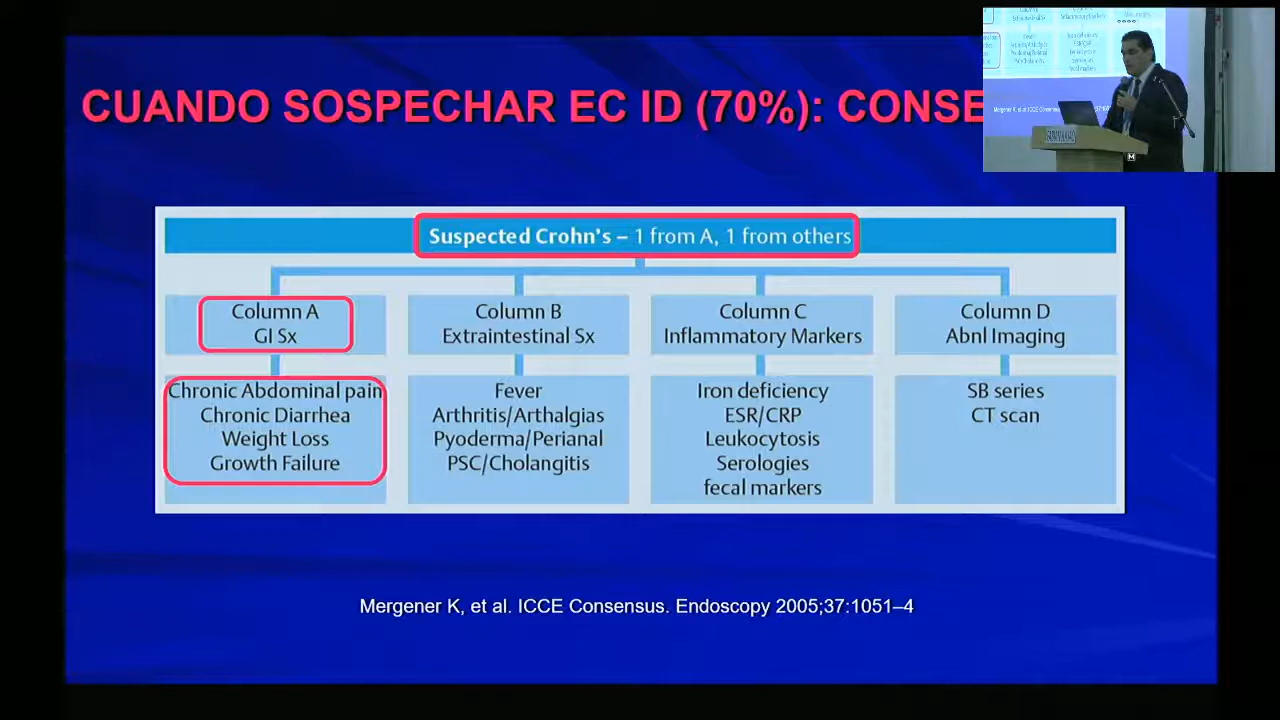 CUANDO SOSPECHAR EC ID (70%): CONSE
Suspected Crohn's – 1 from A, 1 from others
Column A
GI Sx
Chronic Abdominal pain
Chronic Diarrhea
Weight Loss
Growth Failure
Column B
Extraintestinal Sx
Fever
Arthritis/Arthalgias
Pyoderma/Perianal
PSC/Cholangitis
Column C
Inflammatory Markers
Iron deficiency
ESR/CRP
Leukocytosis
Serologies
fecal markers
Column D
Abnl Imaging
SB series
CT scan
Mergener K, et al. ICCE Consensus. Endoscopy 2005;37:1051–4